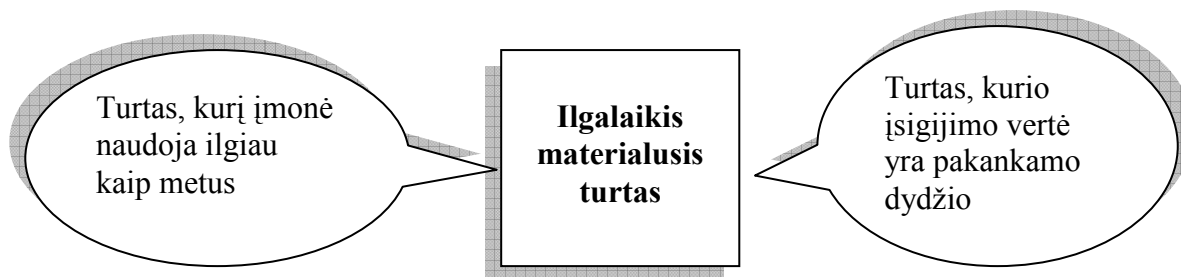 Turtas, kurį įmonė
naudoja ilgiau
kaip metus
Ilgalaikis
materialusis
turtas
Turtas, kurio
įsigijimo vertė
yra pakankamo
dydžio